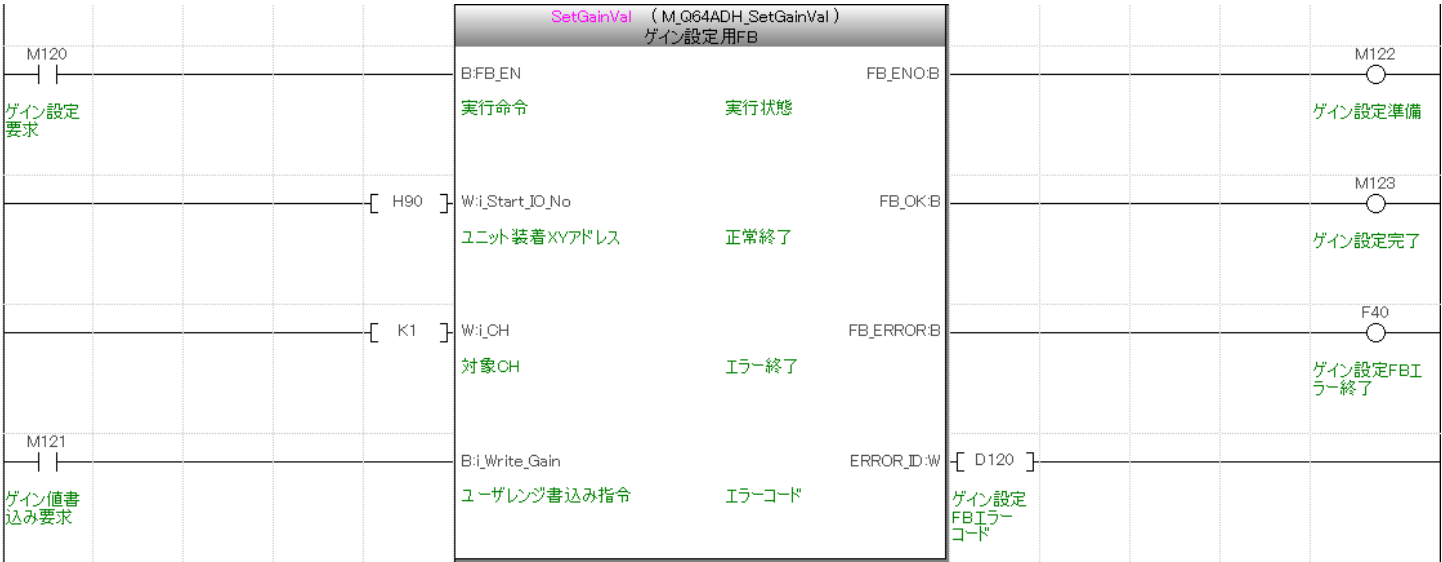 SetGainVal (M_Q64ADH_SetGainVal)
ゲイン設定用FB
M120
B:FB_EN
FB_ENO:B
M122
ゲイン設定
要求
実行命令
実行状態
ゲイン設定準備
H90
W:i_Start_IO_No
FB_OK:B
M123
ユニット装着XYアドレス
正常終了
ゲイン設定完了
K1
W:i_CH
FB_ERROR:B
F40
対象CH
エラー終了
ゲイン設定FBエ
ラー終了
M121
B:i_Write_Gain
ERROR_ID:W
D120
ゲイン値書
込み要求
ユーザレンジ書込み指令
エラーコード
ゲイン設定
FBエラー
コード